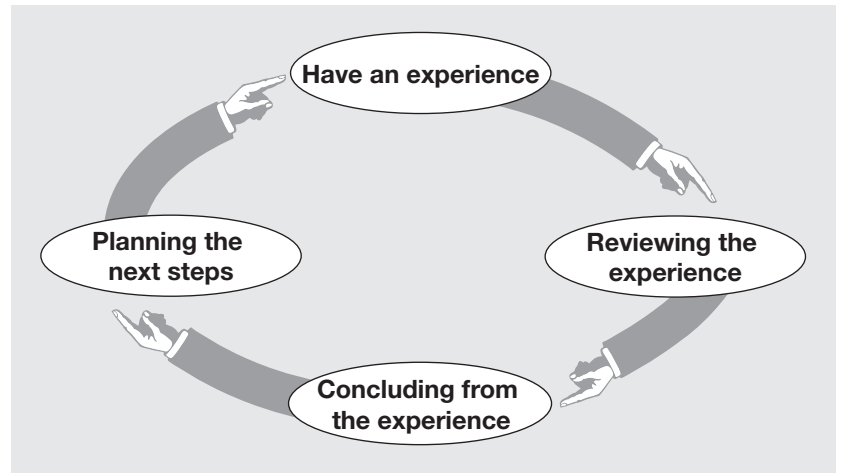 Have an experience
Reviewing the
experience
Concluding from
the experience
Planning the
next steps